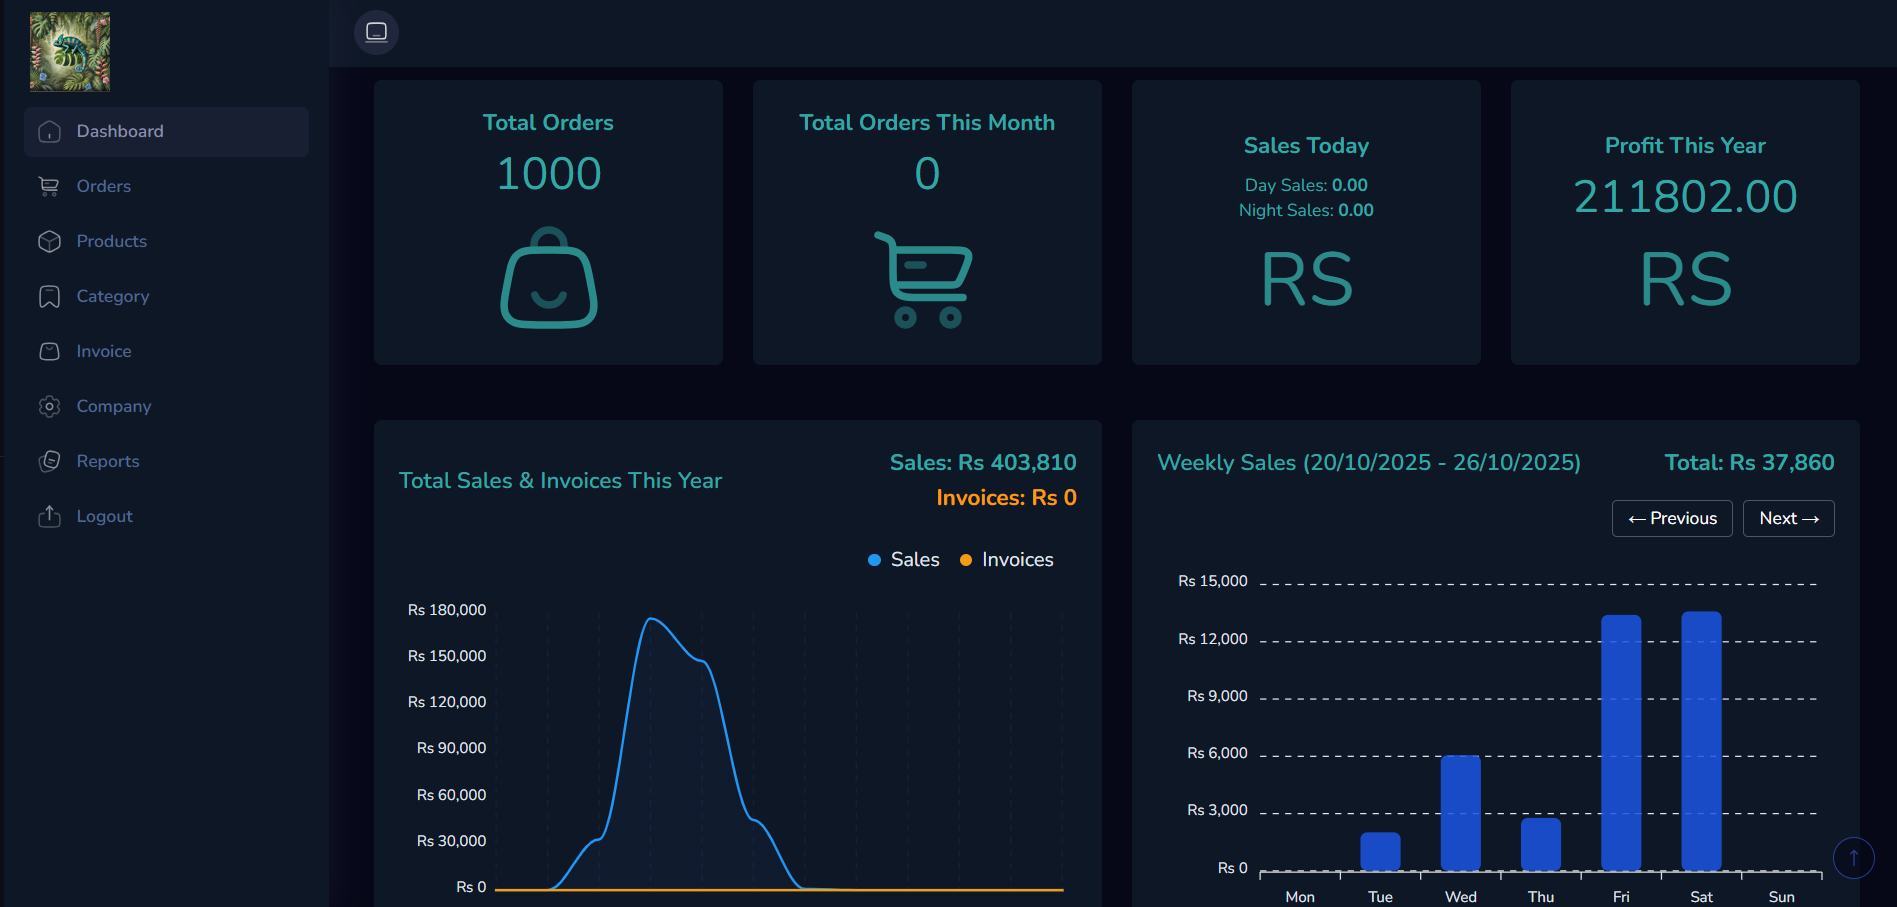 Dashboard
Orders
Products
Category
Invoice
Company
Reports
Logout
Total Orders
1000
Total Orders This Month
0
Sales Today
Day Sales: 0.00
Night Sales: 0.00
RS
Profit This Year
211802.00
RS
Total Sales & Invoices This Year
Sales: Rs 403,810
Invoices: Rs 0
Sales Invoices
Rs 180,000
Rs 150,000
Rs 120,000
Rs 90,000
Rs 60,000
Rs 30,000
Rs 0
Weekly Sales (20/10/2025 - 26/10/2025)
Total: Rs 37,860
← Previous
Next →
Rs 15,000
Rs 12,000
Rs 9,000
Rs 6,000
Rs 3,000
Rs 0
Mon Tue Wed Thu Fri Sat Sun